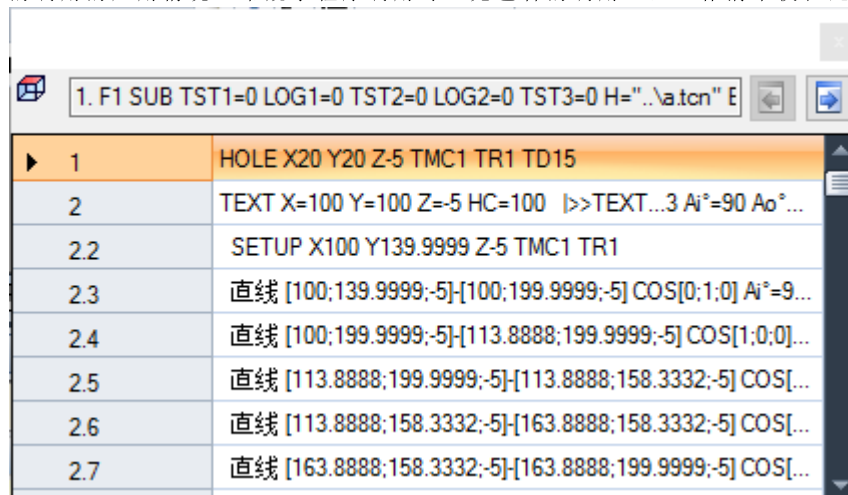 1. F1 SUB TST1=0 LOG1=0 TST2=0 LOG2=0 TST3=0 H="..\a.tcn" E
1 HOLE X20 Y20 Z-5 TMC1 TR1 TD15
2 TEXT X=100 Y=100 Z=-5 HC=100 |>>TEXT...3 Ai°=90 Ao°...
2.2 SETUP X100 Y139.9999 Z-5 TMC1 TR1
2.3 直线 [100;139.9999;-5]-[100;199.9999;-5] COS[0;1;0] Ai°=9...
2.4 直线 [100;199.9999;-5]-[113.8888;199.9999;-5] COS[1;0;0]...
2.5 直线 [113.8888;199.9999;-5]-[113.8888;158.3332;-5] COS[...
2.6 直线 [113.8888;158.3332;-5]-[163.8888;158.3332;-5] COS[...
2.7 直线 [163.8888;158.3332;-5]-[163.8888;199.9999;-5] COS[...